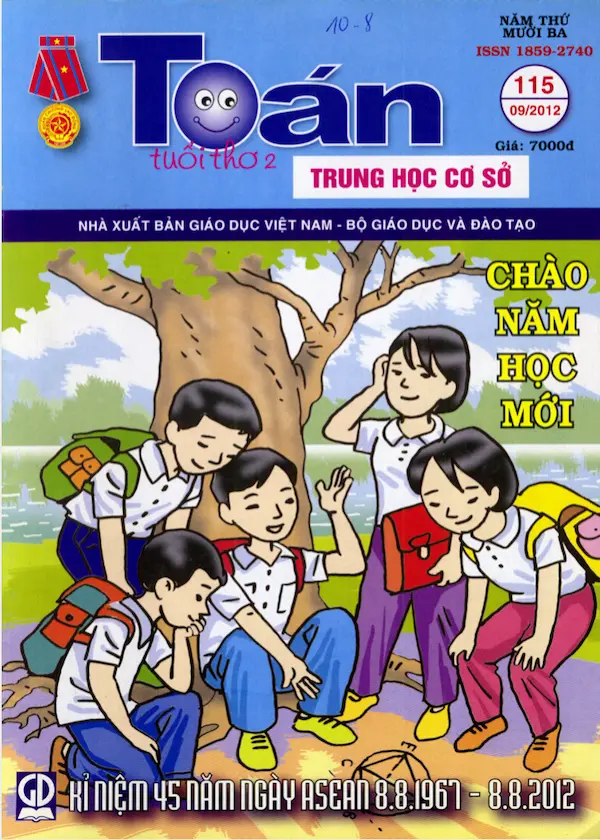 10-8
NĂM THỨ
MƯỜI BA
ISSN 1859-2740
Toán
115
09/2012
tuổi thơ 2
Giá: 7000đ
TRUNG HỌC CƠ SỞ
NHÀ XUẤT BẢN GIÁO DỤC VIỆT NAM - BỘ GIÁO DỤC VÀ ĐÀO TẠO
CHÀO
NĂM
HỌC
MỚI
GD
KỈ NIỆM 45 NĂM NGÀY ASEAN 8.8.1967 - 8.8.2012